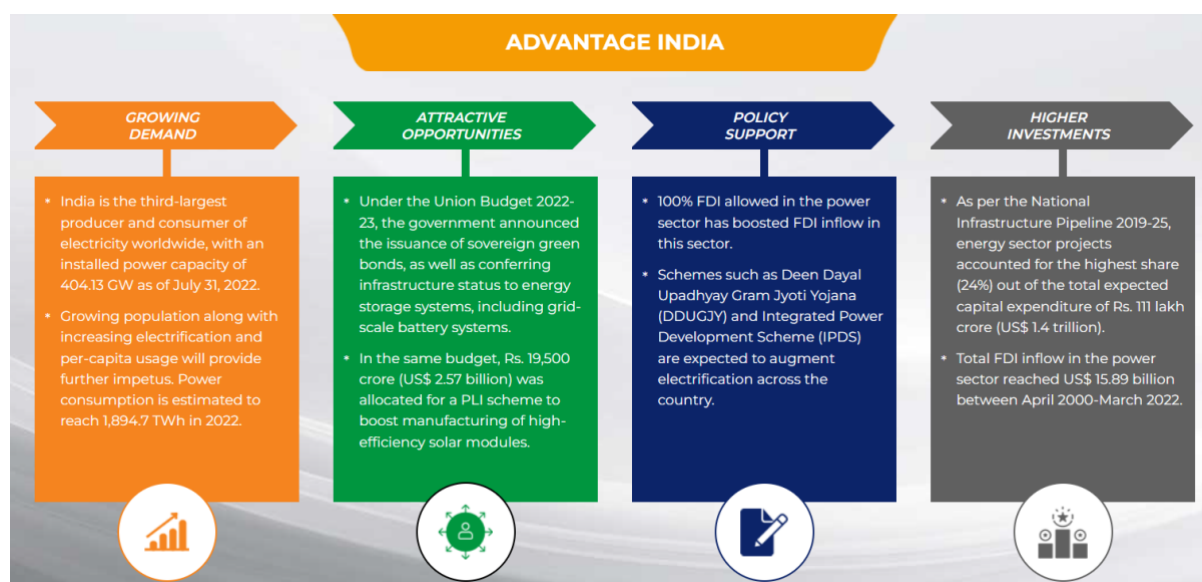 ADVANTAGE INDIA
GROWING
DEMAND
* India is the third-largest
producer and consumer of
electricity worldwide, with an
installed power capacity of
404.13 GW as of July 31, 2022.
* Growing population along with
increasing electrification and
per-capita usage will provide
further impetus. Power
consumption is estimated to
reach 1,894.7 TWh in 2022.
ATTRACTIVE
OPPORTUNITIES
* Under the Union Budget 2022-
23, the government announced
the issuance of sovereign green
bonds, as well as conferring
infrastructure status to energy
storage systems, including grid-
scale battery systems.
* In the same budget, Rs. 19,500
crore (US$ 2.57 billion) was
allocated for a PLI scheme to
boost manufacturing of high-
efficiency solar modules.
POLICY
SUPPORT
* 100% FDI allowed in the power
sector has boosted FDI inflow in
this sector.
* Schemes such as Deen Dayal
Upadhyay Gram Jyoti Yojana
(DDUGJY) and Integrated Power
Development Scheme (IPDS)
are expected to augment
electrification across the
country.
HIGHER
INVESTMENTS
* As per the National
Infrastructure Pipeline 2019-25,
energy sector projects
accounted for the highest share
(24%) out of the total expected
capital expenditure of Rs. 111 lakh
crore (US$ 1.4 trillion).
* Total FDI inflow in the power
sector reached US$ 15.89 billion
between April 2000-March 2022.